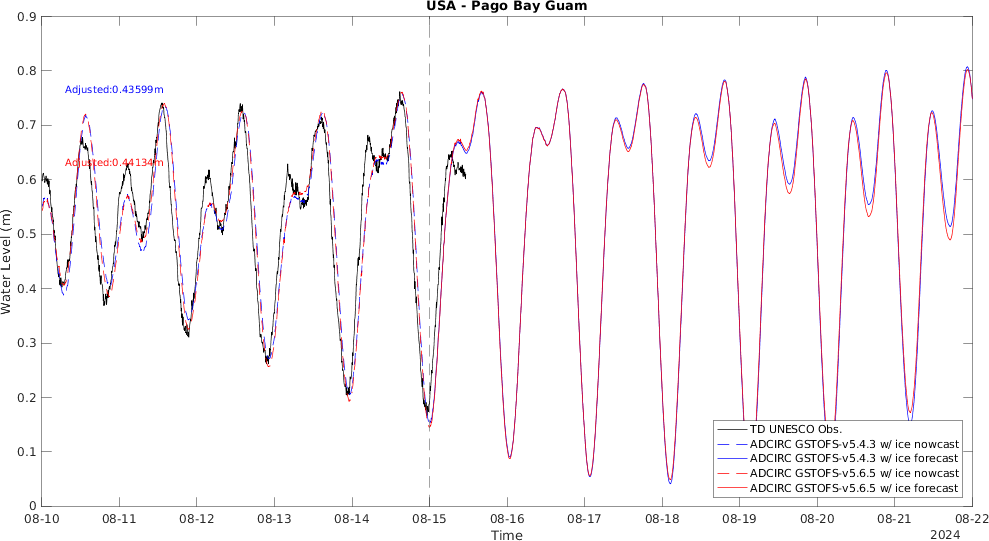 USA - Pago Bay Guam
0.9
0.8
0.7
0.6
0.5
0.4
0.3
0.2
0.1
0
Water Level (m)
Adjusted:0.43599m
Adjusted:0.44134m
TD UNESCO Obs.
ADCIRC GSTOFS-v5.4.3 w/ ice nowcast
ADCIRC GSTOFS-v5.4.3 w/ ice forecast
ADCIRC GSTOFS-v5.6.5 w/ ice nowcast
ADCIRC GSTOFS-v5.6.5 w/ ice forecast
08-10 08-11 08-12 08-13 08-14 08-15 08-16 08-17 08-18 08-19 08-20 08-21 08-22
Time
2024